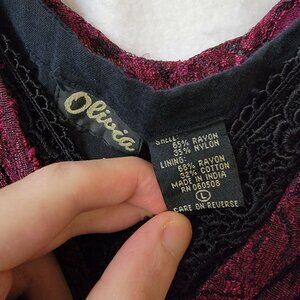 Olivia
SHELL:
65% RAYON
35% NYLON
LINING:
68% RAYON
32% COTTON
MADE IN INDIA
RN 060508
L
CARE ON REVERSE